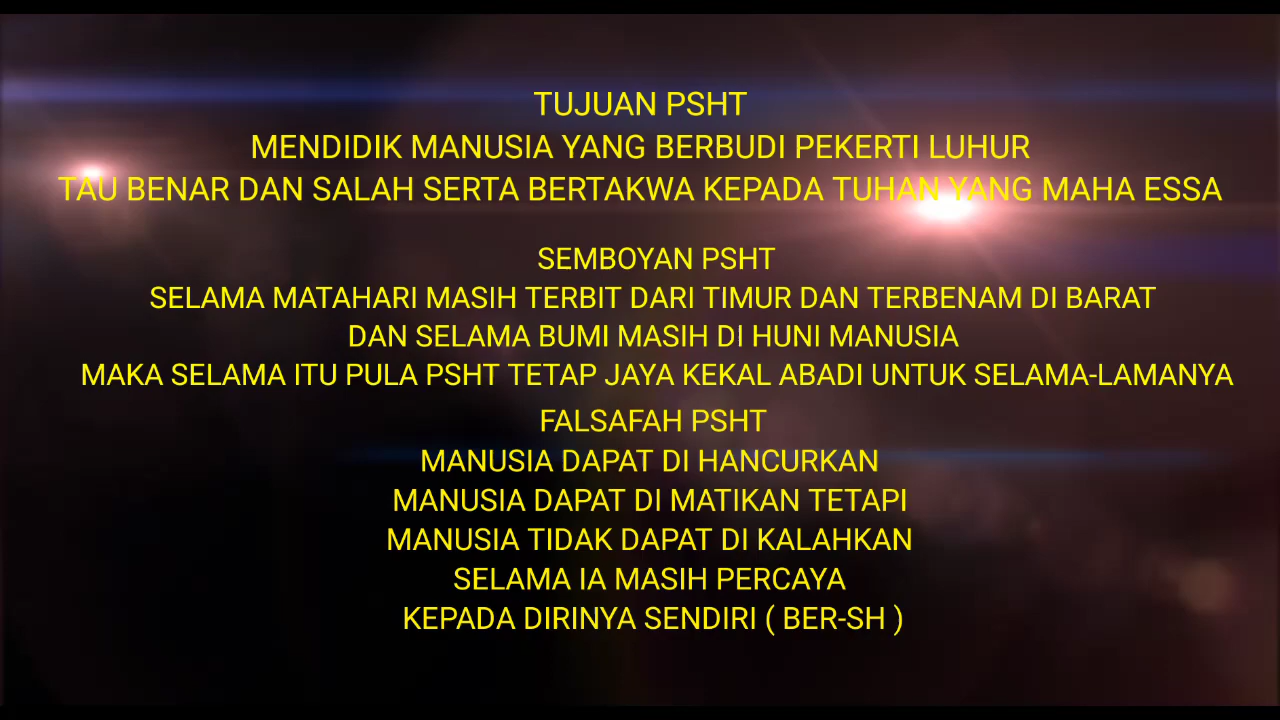 TUJUAN PSHT
MENDIDIK MANUSIA YANG BERBUDI PEKERTI LUHUR
TAU BENAR DAN SALAH SERTA BERTAKWA KEPADA TUHAN YANG MAHA ESSA
SEMBOYAN PSHT
SELAMA MATAHARI MASIH TERBIT DARI TIMUR DAN TERBENAM DI BARAT
DAN SELAMA BUMI MASIH DI HUNI MANUSIA
MAKA SELAMA ITU PULA PSHT TETAP JAYA KEKAL ABADI UNTUK SELAMA-LAMANYA
FALSAFAH PSHT
MANUSIA DAPAT DI HANCURKAN
MANUSIA DAPAT DI MATIKAN TETAPI
MANUSIA TIDAK DAPAT DI KALAHKAN
SELAMA IA MASIH PERCAYA
KEPADA DIRINYA SENDIRI ( BER-SH )